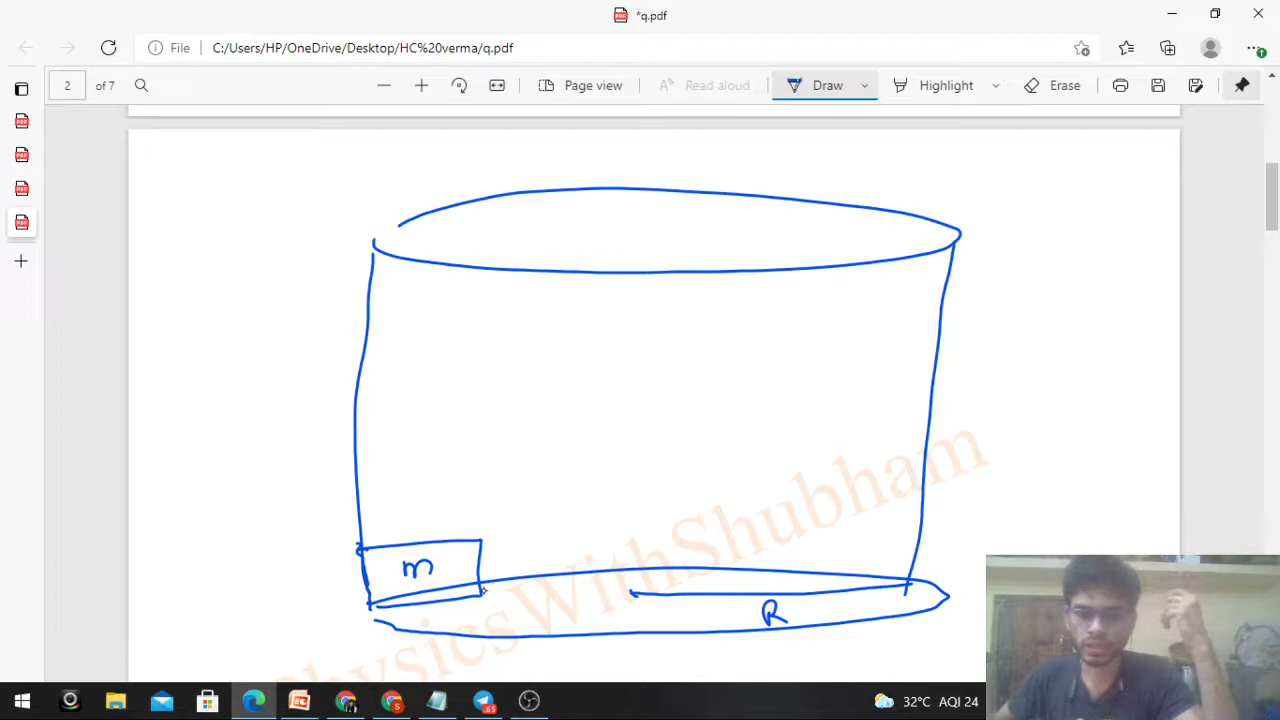 *q.pdf
File C:/Users/HP/OneDrive/Desktop/HC%20verma/q.pdf
2 of 7 Page view Read aloud Draw Highlight Erase
m
R
PhysicsWithShubham
65
32°C AQI 24